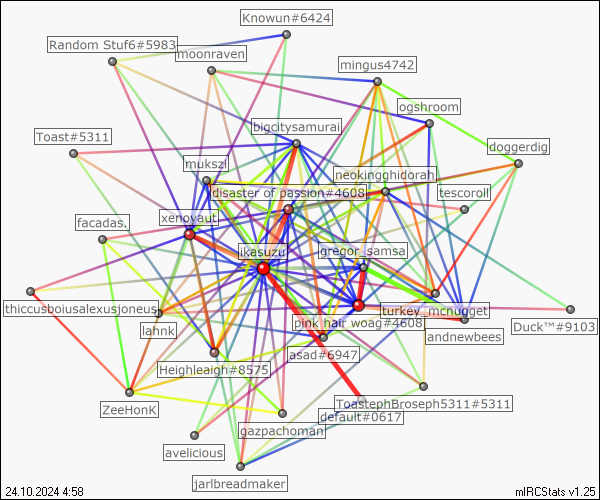 Knowun#6424
Random Stuf6#5983
moonraven
mingus4742
ogshroom
bigcitysamurai
Toast#5311
doggerdig
mukszi
neokingghidorah
disaster of passion#4608
tescoroll
xenoyaut
facadas.
ikasuzu
gregor_samsa
thiccusboiusalexusjoneus
turkey_mcnugget
pink hair woag#4608
Duck™#9103
lahnk
andnewbees
asad#6947
Heighleaigh#8575
ToastephBroseph5311#5311
ZeeHonK
default#0617
gazpachoman
avelicious
jarlbreadmaker
24.10.2024 4:58
mIRCStats v1.25